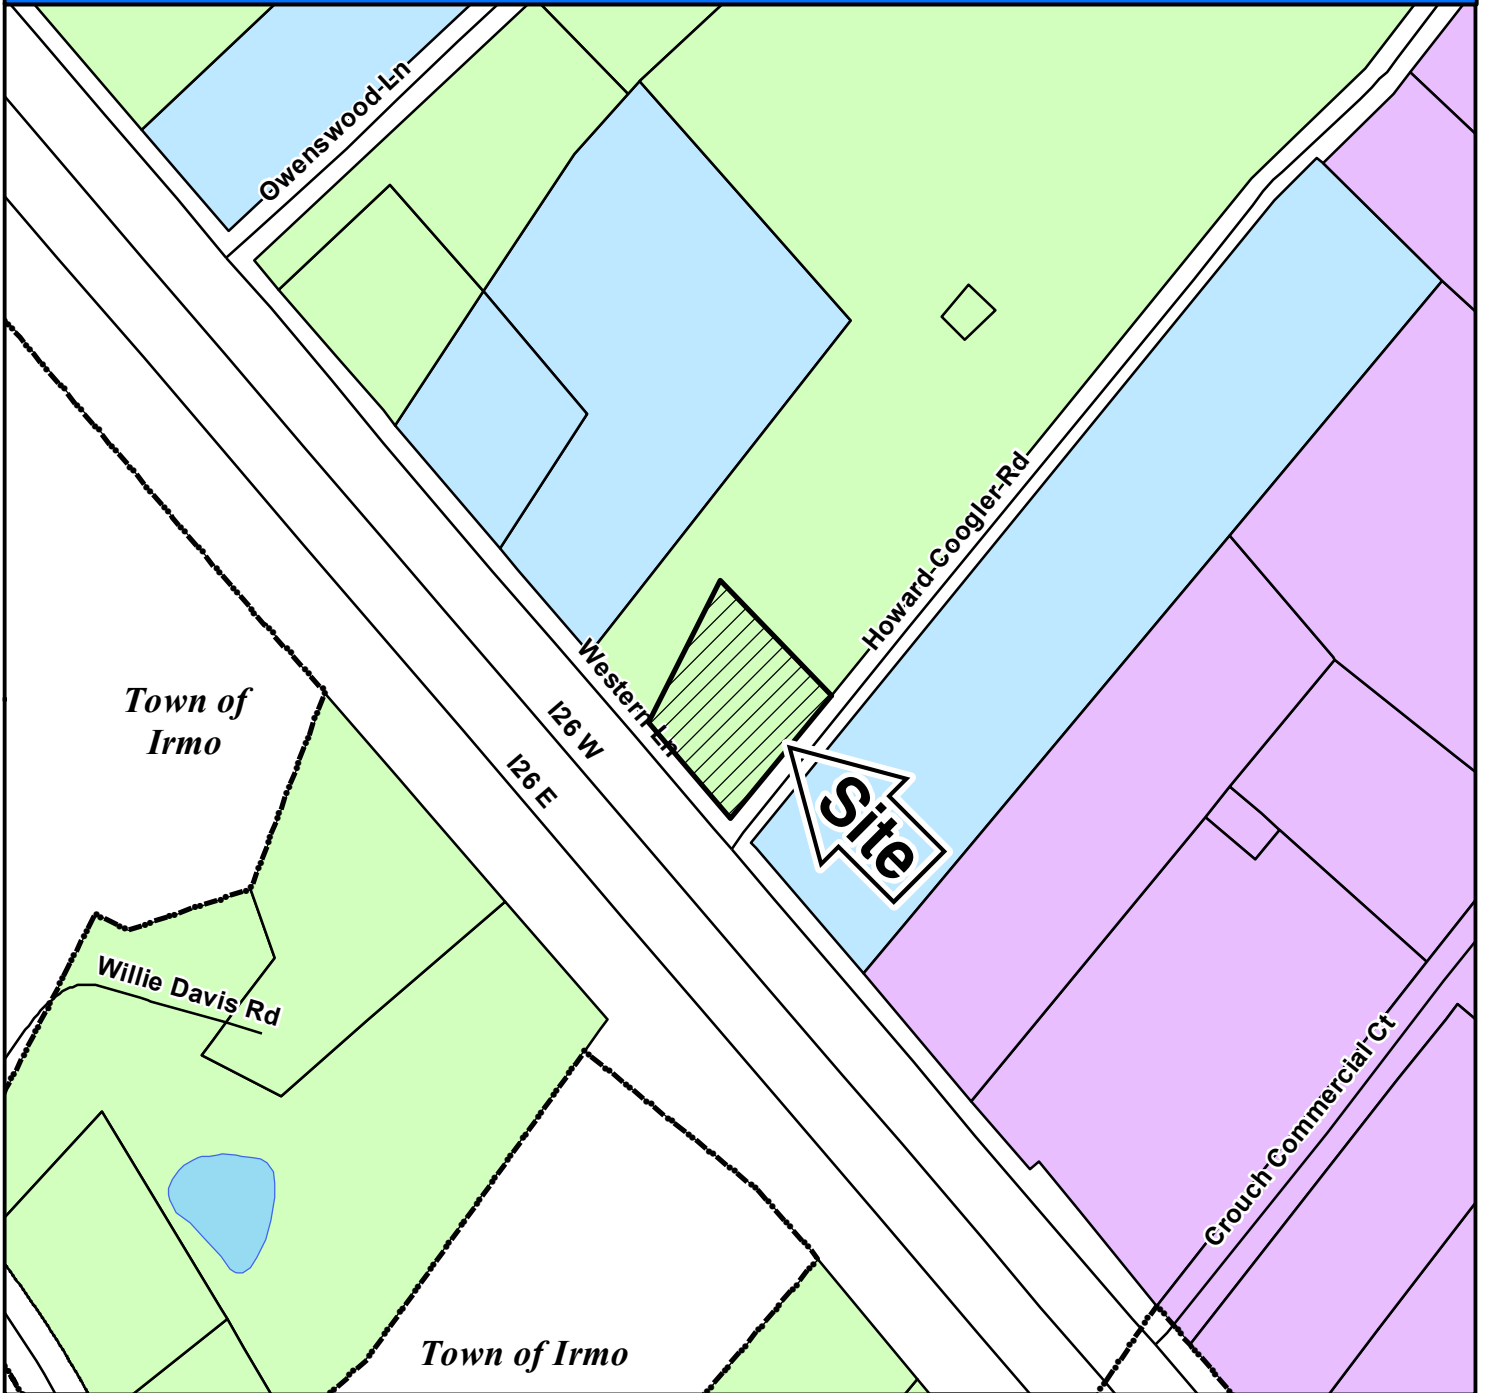 Owenswood Ln
Howard Coogler Rd
Western Ln
Town of
Irmo
I26 W
I26 E
Site
Willie Davis Rd
Crouch Commercial Ct
Town of Irmo